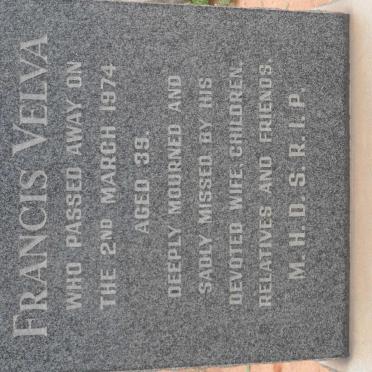 FRANCIS VELVA
WHO PASSED AWAY ON
THE 2ND MARCH 1974
AGED 39.
DEEPLY MOURNED AND
SADLY MISSED BY HIS
DEVOTED WIFE, CHILDREN,
RELATIVES AND FRIENDS.
M.H.D.S.R.I.P.